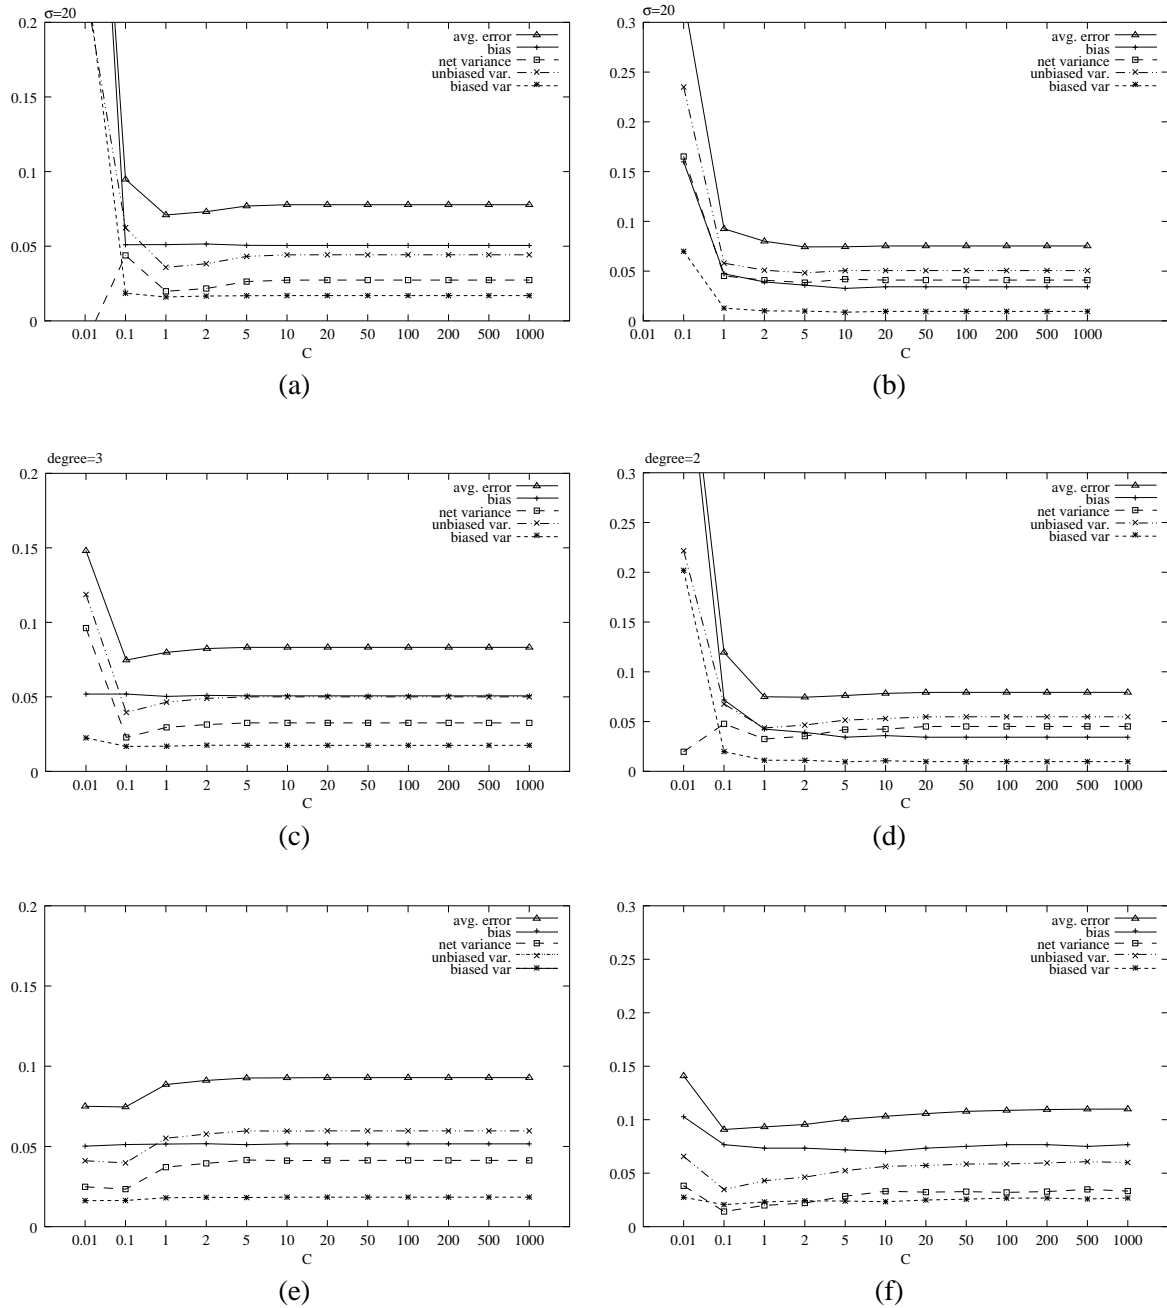 σ=20
0.2
0.15
0.1
0.05
0
avg. error
bias
net variance
unbiased var.
biased var
0.01 0.1 1 2 5 10 20 50 100 200 500 1000
C
(a)
σ=20
0.3
0.25
0.2
0.15
0.1
0.05
0
avg. error
bias
net variance
unbiased var.
biased var
0.01 0.1 1 2 5 10 20 50 100 200 500 1000
C
(b)
degree=3
0.2
0.15
0.1
0.05
0
avg. error
bias
net variance
unbiased var.
biased var
0.01 0.1 1 2 5 10 20 50 100 200 500 1000
C
(c)
degree=2
0.3
0.25
0.2
0.15
0.1
0.05
0
avg. error
bias
net variance
unbiased var.
biased var
0.01 0.1 1 2 5 10 20 50 100 200 500 1000
C
(d)
0.2
0.15
0.1
0.05
0
avg. error
bias
net variance
unbiased var.
biased var
0.01 0.1 1 2 5 10 20 50 100 200 500 1000
C
(e)
0.3
0.25
0.2
0.15
0.1
0.05
0
avg. error
bias
net variance
unbiased var.
biased var
0.01 0.1 1 2 5 10 20 50 100 200 500 1000
C
(f)